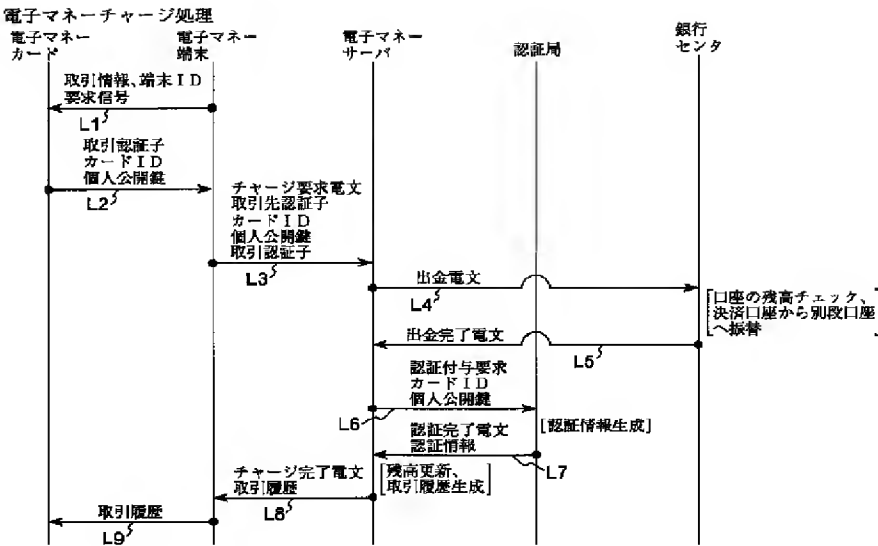 電子マネーチャージ処理
電子マネー
カード
電子マネー
端末
電子マネー
サーバ
認証局
銀行
センタ
取引情報、端末ID
要求信号
L1
取引認証子
カードID
個人公開鍵
L2
チャージ要求電文
取引先認証子
カードID
個人公開鍵
取引認証子
L3
出金電文
L4
[口座の残高チェック、
決済口座から別段口座
へ振替]
出金完了電文
L5
認証付与要求
カードID
個人公開鍵
L6
[認証情報生成]
認証完了電文
認証情報
L7
チャージ完了電文
取引履歴
L8
[残高更新、
取引履歴生成]
取引履歴
L9